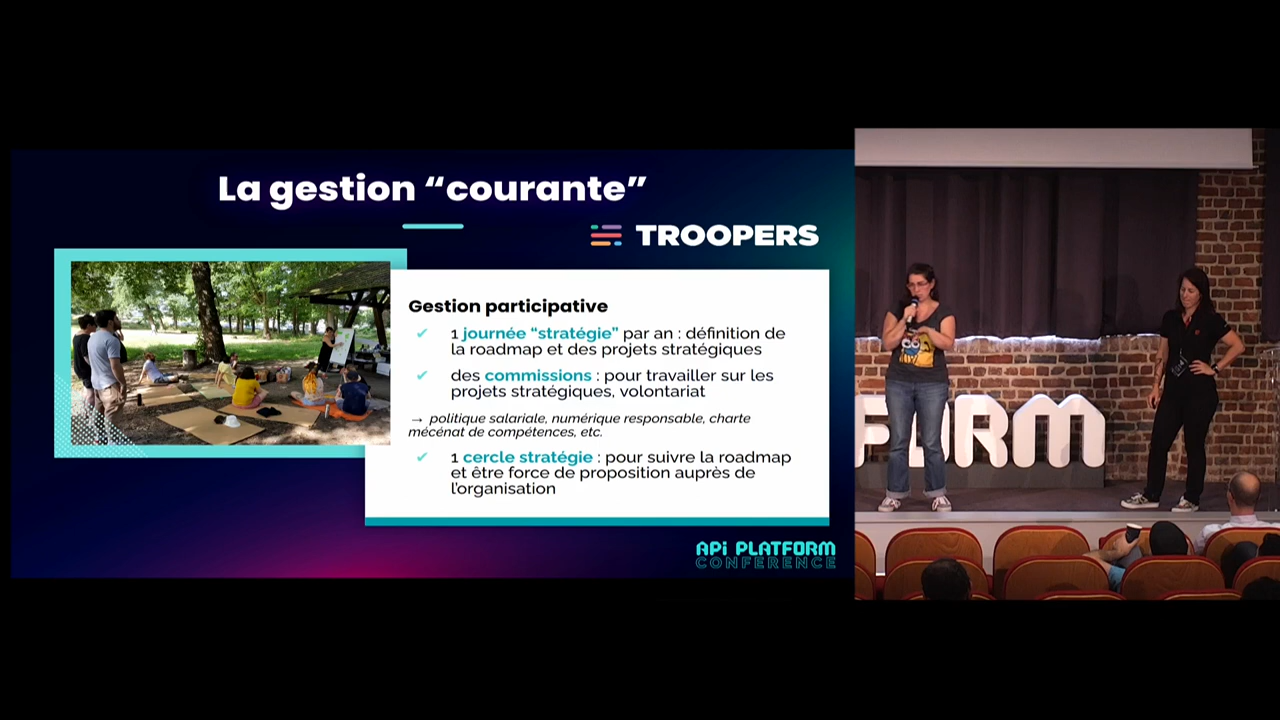 La gestion “courante”
TROOPERS
Gestion participative
✔ 1 journée “stratégie” par an : définition de
la roadmap et des projets stratégiques
✔ des commissions : pour travailler sur les
projets stratégiques, volontariat
→ politique salariale, numérique responsable, charte
mécénat de compétences, etc.
✔ 1 cercle stratégie : pour suivre la roadmap
et être force de proposition auprès de
l’organisation
APi PLATFORM
CONFERENCE
FORM